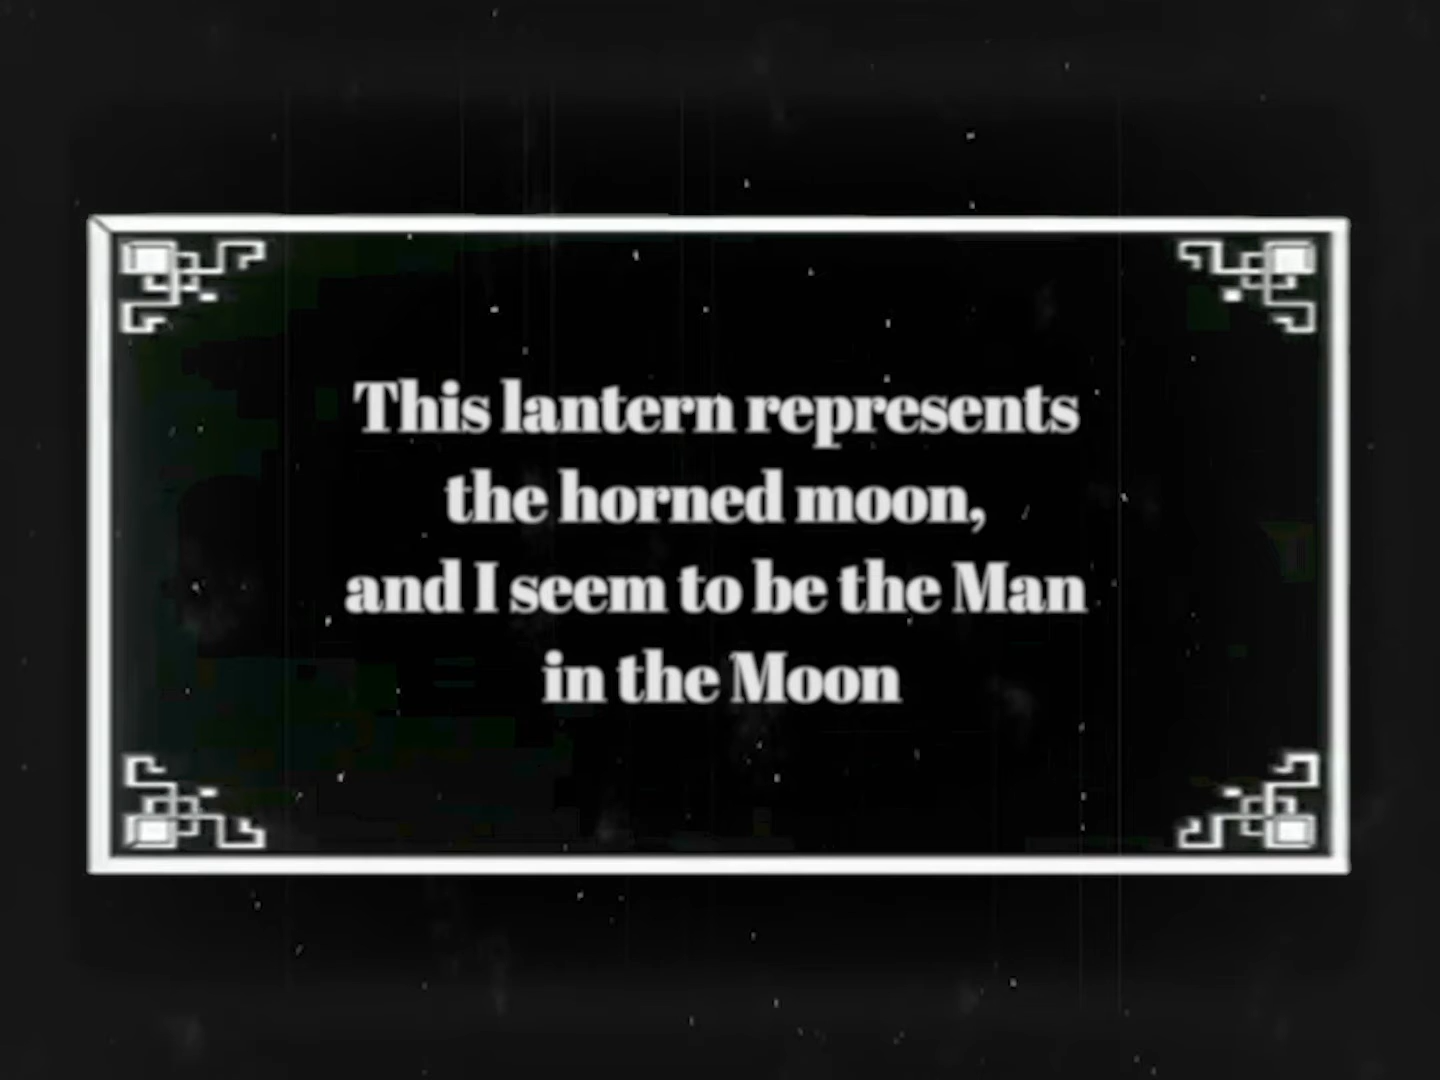 This lantern represents
the horned moon,
and I seem to be the Man
in the Moon